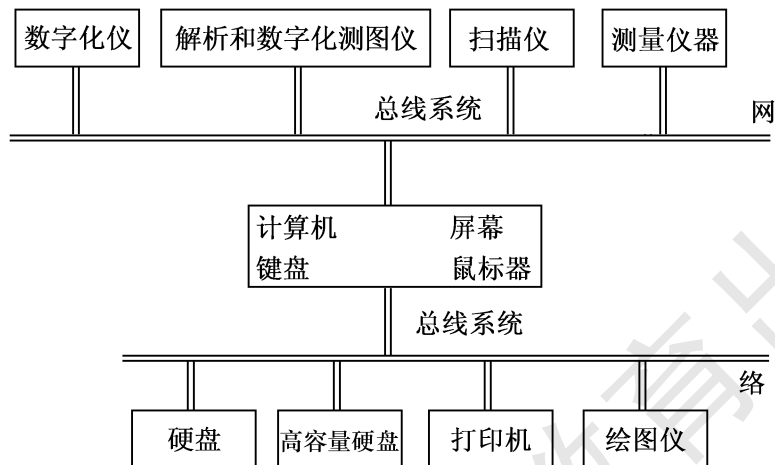 数字化仪 解析和数字化测图仪 扫描仪 测量仪器
总线系统 网
计算机 屏幕
键盘 鼠标器
总线系统
络
硬盘 高容量硬盘 打印机 绘图仪